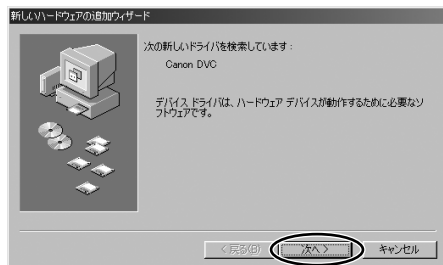 新しいハードウェアの追加ウィザード
次の新しいドライバを検索しています:
Canon DVC
デバイス ドライバは、ハードウェア デバイスが動作するために必要なソ
フトウェアです。
< 戻る(B)
次へ >
キャンセル